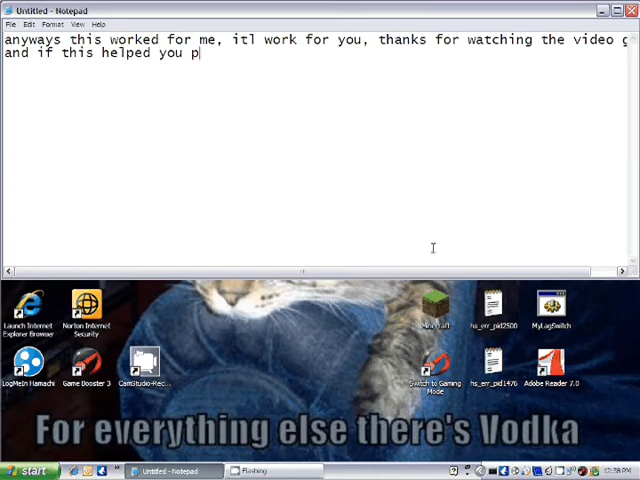 Untitled - Notepad
File Edit Format View Help
anyways this worked for me, itl work for you, thanks for watching the video g
and if this helped you p
Launch Internet Explorer Browser
Norton Internet Security
Minecraft
hs_err_pid2500
MyLagSwitch
LogMeIn Hamachi
Game Booster 3
CamStudio-Rec...
Switch to Gaming Mode
hs_err_pid1476
Adobe Reader 7.0
For everything else there's Vodka
start
Untitled - Notepad
Flashing
12:38 PM